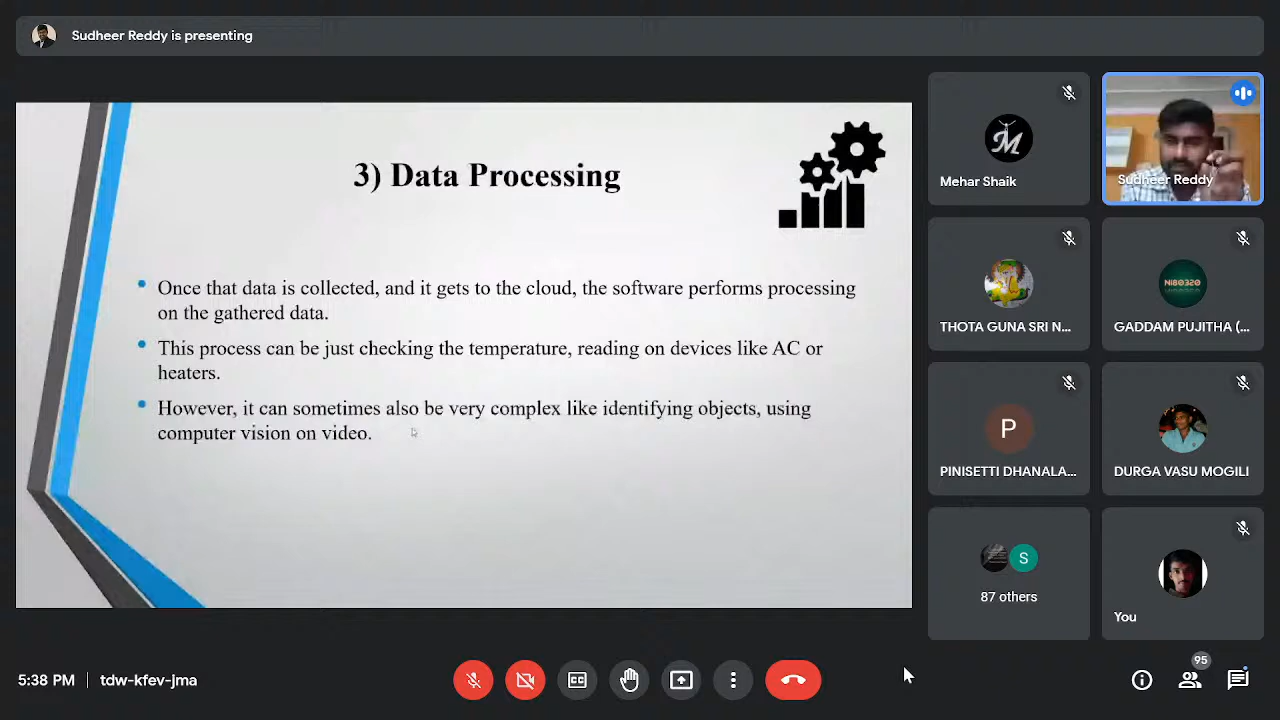 Sudheer Reddy is presenting
3) Data Processing
Once that data is collected, and it gets to the cloud, the software performs processing
on the gathered data.
This process can be just checking the temperature, reading on devices like AC or
heaters.
However, it can sometimes also be very complex like identifying objects, using
computer vision on video.
M
Mehar Shaik
Sudheer Reddy
THOTA GUNA SRI N...
NI80320
GADDAM PUJITHA (...
P
PINISETTI DHANALA...
DURGA VASU MOGILI
S
87 others
You
5:38 PM | tdw-kfev-jma
CC
95